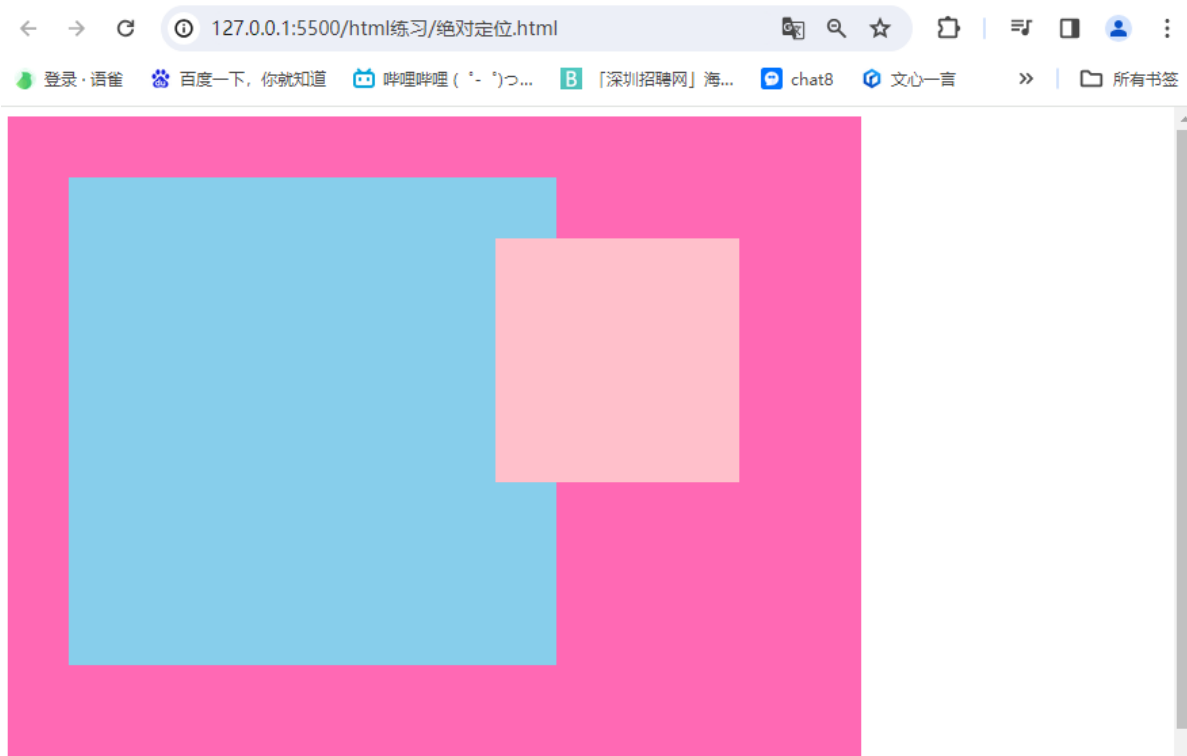 127.0.0.1:5500/html练习/绝对定位.html
登录 · 语雀 百度一下，你就知道 哔哩哔哩 ( ゜- ゜)つ... B 「深圳招聘网」海... chat8 文心一言 » 所有书签